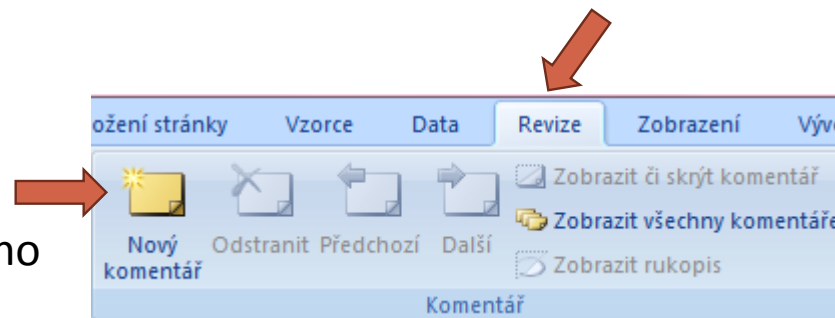 ožení stránky Vzorce Data Revize Zobrazení Výv
Zobrazit či skrýt komentář
Zobrazit všechny komentáře
Nový komentář Odstranit Předchozí Další
Zobrazit rukopis
Komentář
no